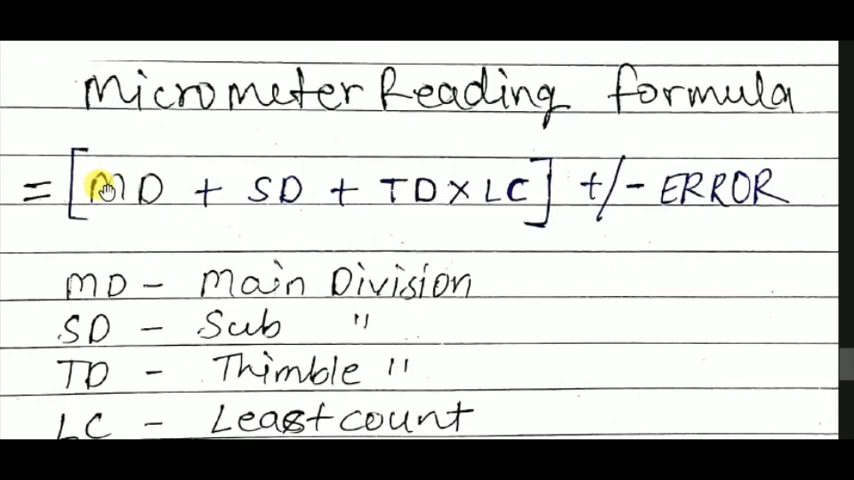 Micrometer Reading formula
= [MD + SD + TD x LC] +/- ERROR
MD - Main Division
SD - Sub "
TD - Thimble "
LC - Least count